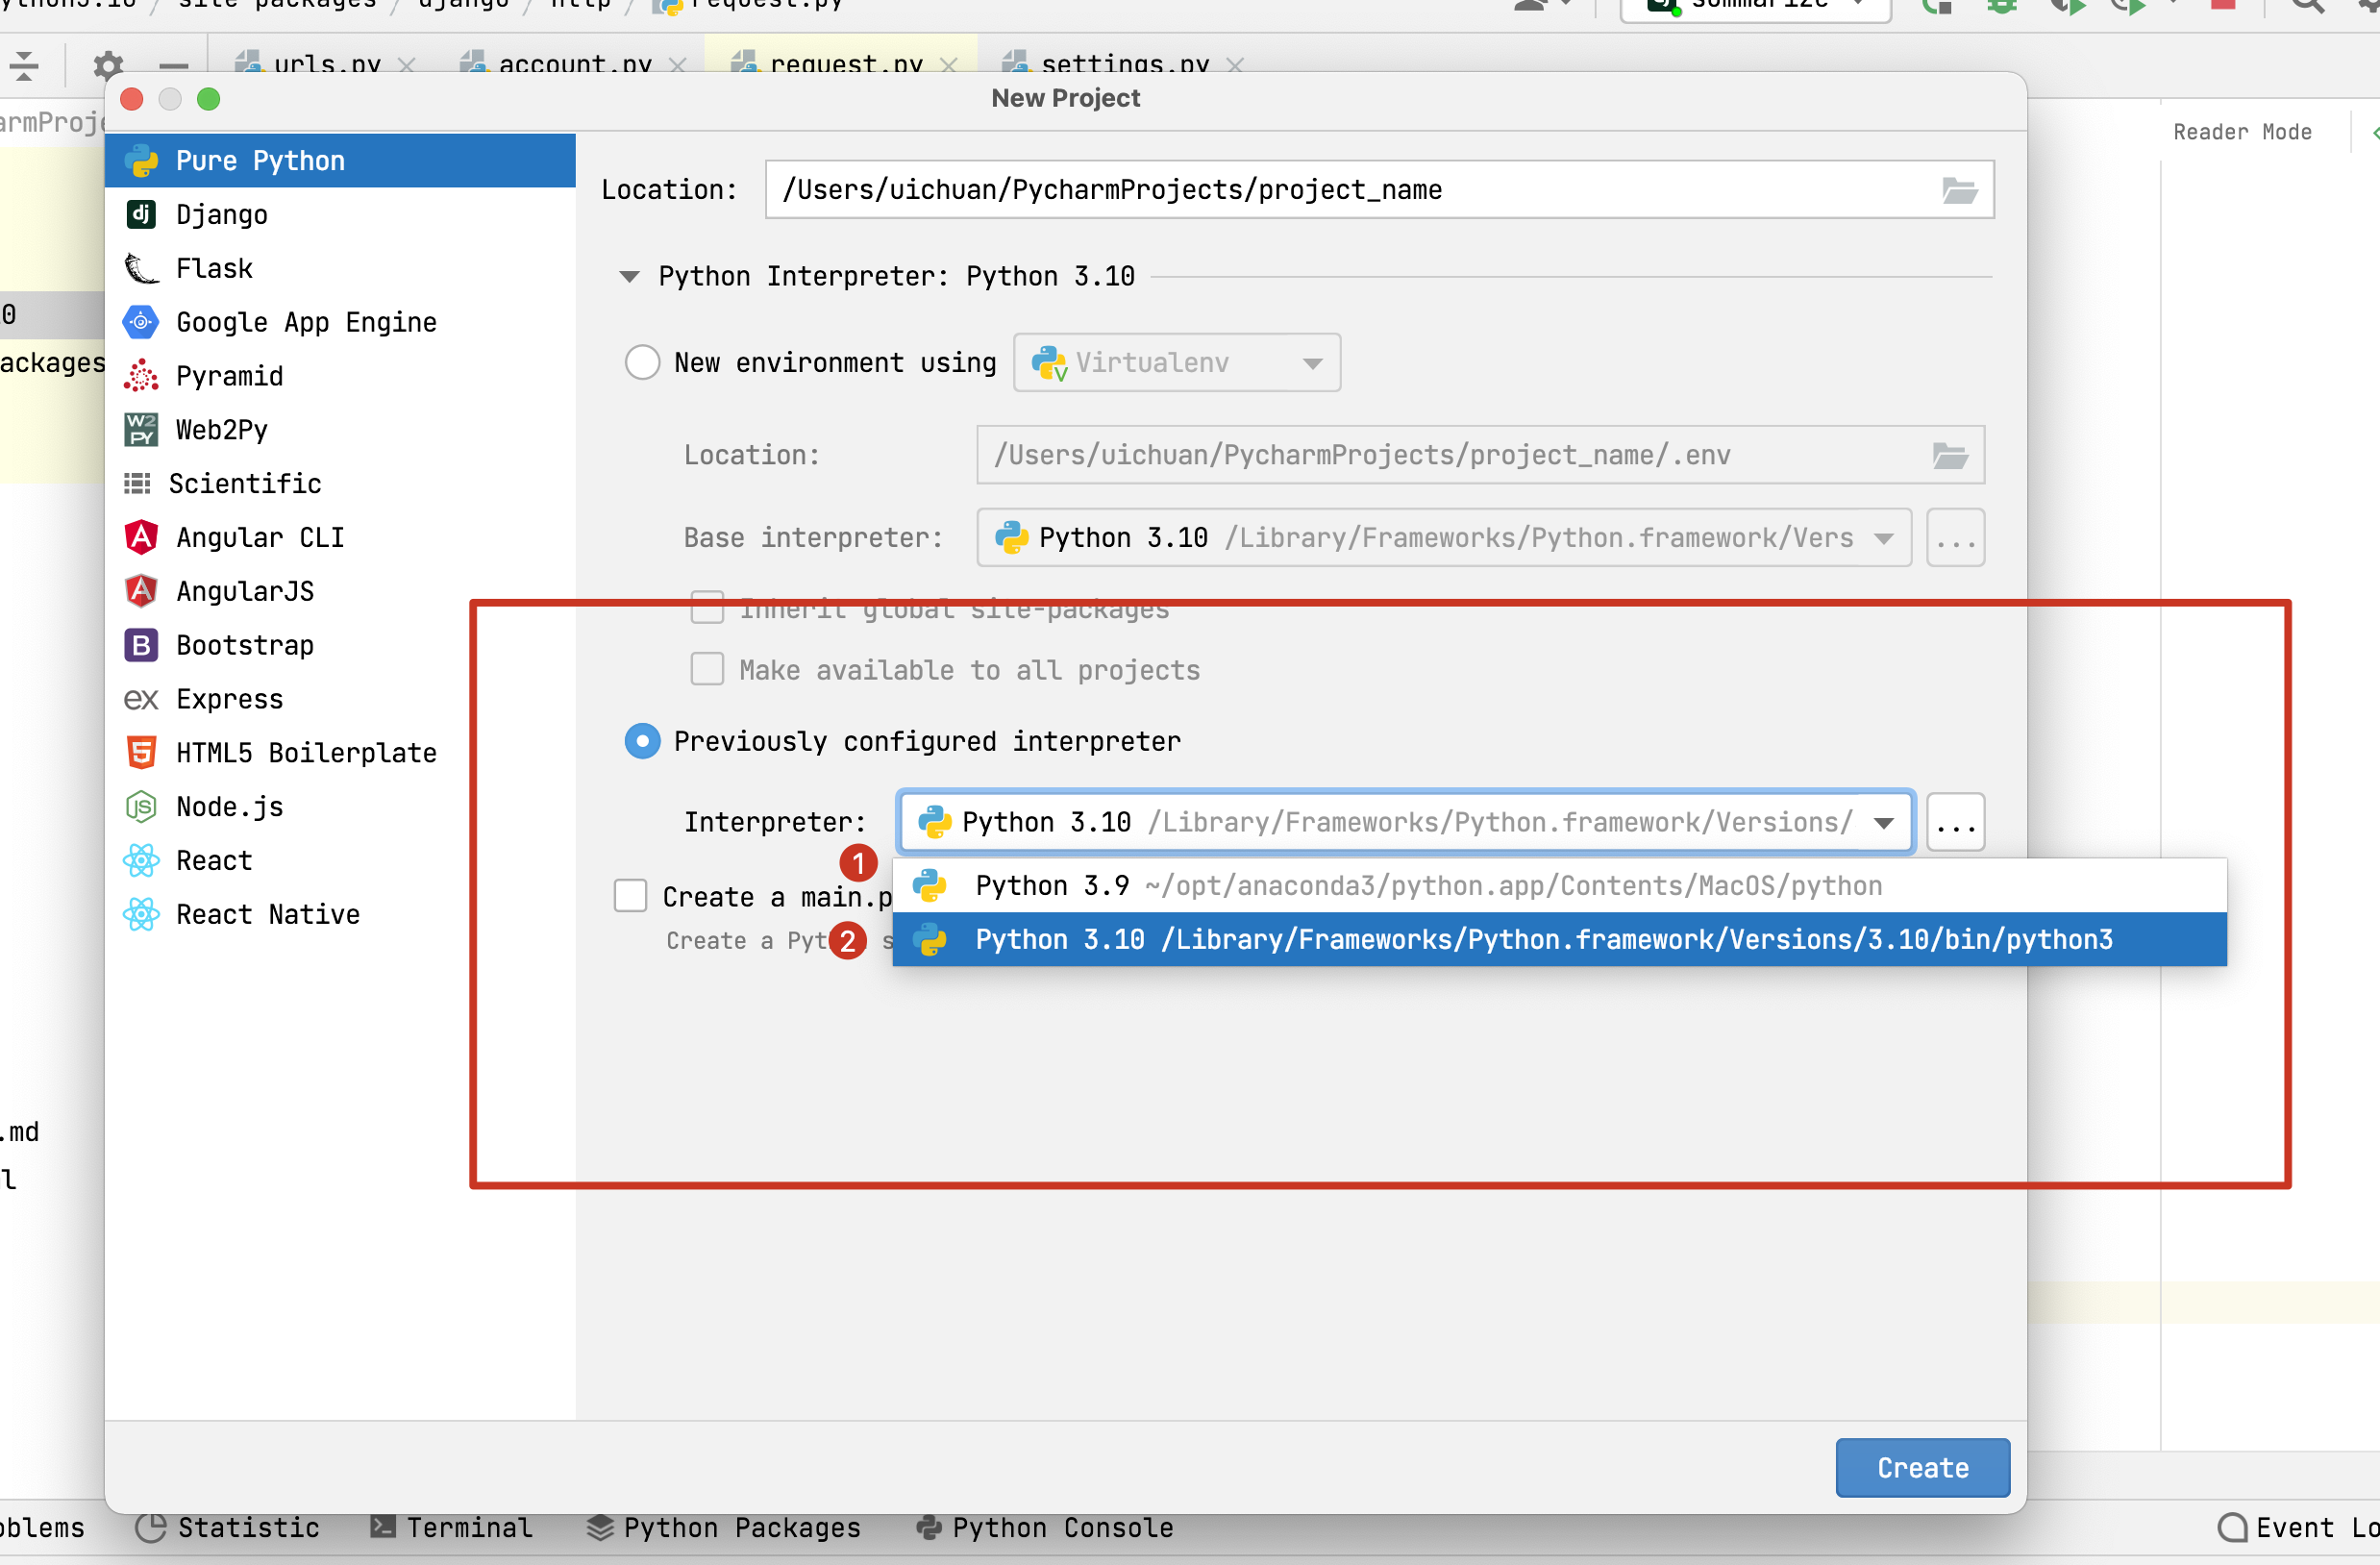 site-packages / django / http / request.py
sommarize
urls.py
account.py
request.py
settings.py
New Project
Reader Mode
Pure Python
Django
Flask
Google App Engine
Pyramid
W2
PY
Web2Py
Scientific
Angular CLI
AngularJS
Bootstrap
ex Express
HTML5 Boilerplate
Node.js
React
React Native
Location: /Users/uichuan/PycharmProjects/project_name
Python Interpreter: Python 3.10
New environment using Virtualenv
Location: /Users/uichuan/PycharmProjects/project_name/.env
Base interpreter: Python 3.10 /Library/Frameworks/Python.framework/Vers ...
Inherit global site-packages
Make available to all projects
Previously configured interpreter
Interpreter: Python 3.10 /Library/Frameworks/Python.framework/Versions/ ...
1
Python 3.9 ~/opt/anaconda3/python.app/Contents/MacOS/python
Create a main.p
2
Python 3.10 /Library/Frameworks/Python.framework/Versions/3.10/bin/python3
Create a Pyt
.md
Create
Statistic
Terminal
Python Packages
Python Console
Event Lo